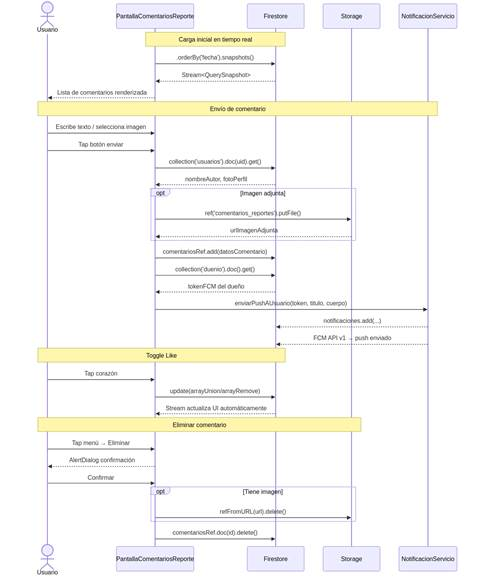 Usuario
PantallaComentariosReporte
Firestore
Storage
NotificacionServicio
Carga inicial en tiempo real
.orderBy('fecha').snapshots()
Stream<QuerySnapshot>
Lista de comentarios renderizada
Envío de comentario
Escribe texto / selecciona imagen
Tap botón enviar
collection('usuarios').doc(uid).get()
nombreAutor, fotoPerfil
opt
[Imagen adjunta]
ref('comentarios_reportes').putFile()
urlImagenAdjunta
comentariosRef.add(datosComentario)
collection('duenio').doc().get()
tokenFCM del dueño
enviarPushAUsuario(token, titulo, cuerpo)
notificaciones.add(...)
FCM API v1 → push enviado
Toggle Like
Tap corazón
update(arrayUnion/arrayRemove)
Stream actualiza UI automáticamente
Eliminar comentario
Tap menú → Eliminar
AlertDialog confirmación
Confirmar
opt
[Tiene imagen]
refFromURL(url).delete()
comentariosRef.doc(id).delete()
Usuario
PantallaComentariosReporte
Firestore
Storage
NotificacionServicio